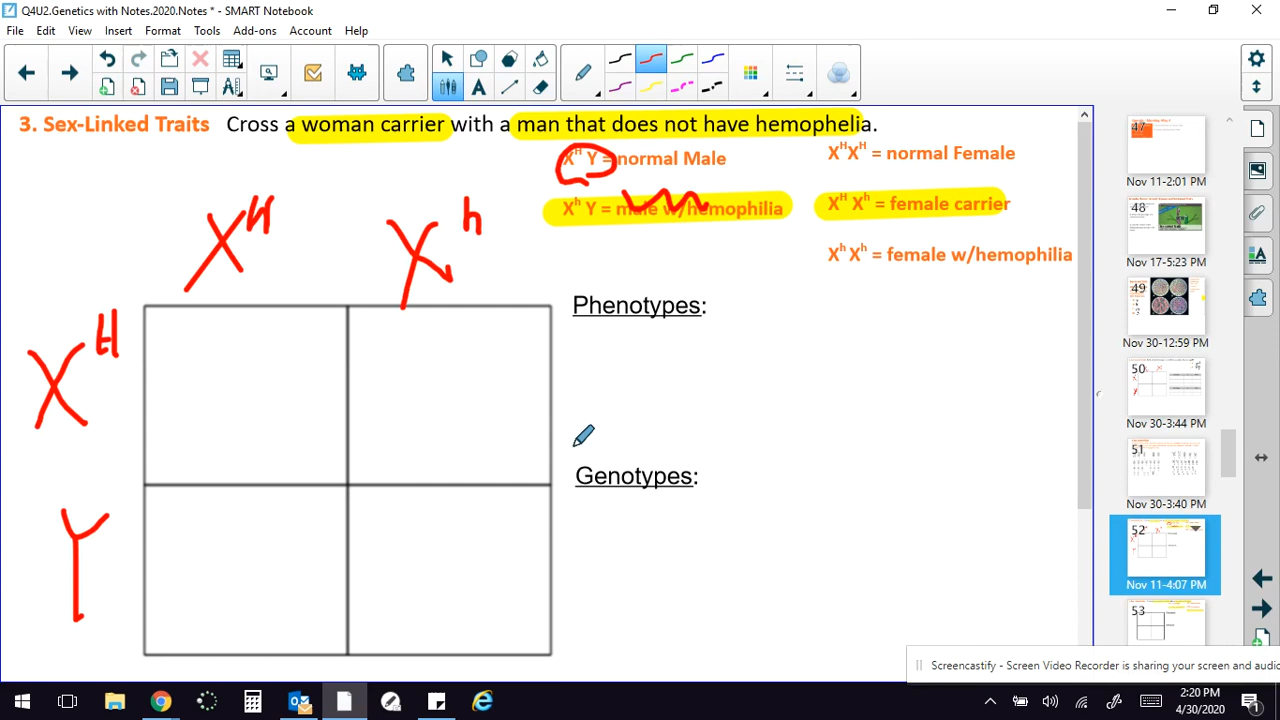 Q4U2.Genetics with Notes.2020.Notes * - SMART Notebook
File Edit View Insert Format Tools Add-ons Account Help
3. Sex-Linked Traits Cross a woman carrier with a man that does not have hemophelia.
X^H Y = normal Male
X^H X^H = normal Female
X^h Y = male w/hemophilia
X^H X^h = female carrier
X^h X^h = female w/hemophilia
X^H X^h
X^H
Y
Phenotypes:
Genotypes:
47
Nov 11-2:01 PM
48
Nov 17-5:23 PM
49
Nov 30-12:59 PM
50
Nov 30-3:44 PM
51
Nov 30-3:40 PM
52
Nov 11-4:07 PM
53
Screencastify - Screen Video Recorder is sharing your screen and audio
2:20 PM
4/30/2020
1